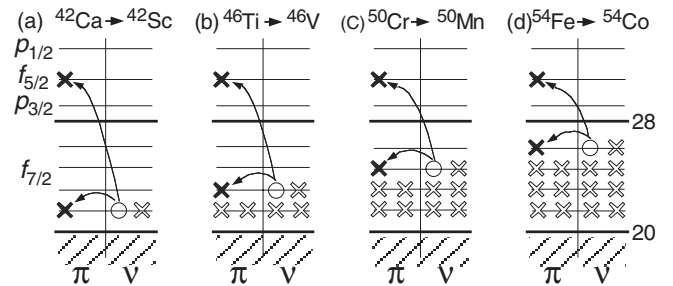 (a) ⁴²Ca → ⁴²Sc (b) ⁴⁶Ti → ⁴⁶V (C) ⁵⁰Cr → ⁵⁰Mn (d) ⁵⁴Fe → ⁵⁴Co
p1/2
f5/2
p3/2
28
f7/2
20
π ν π ν π ν π ν